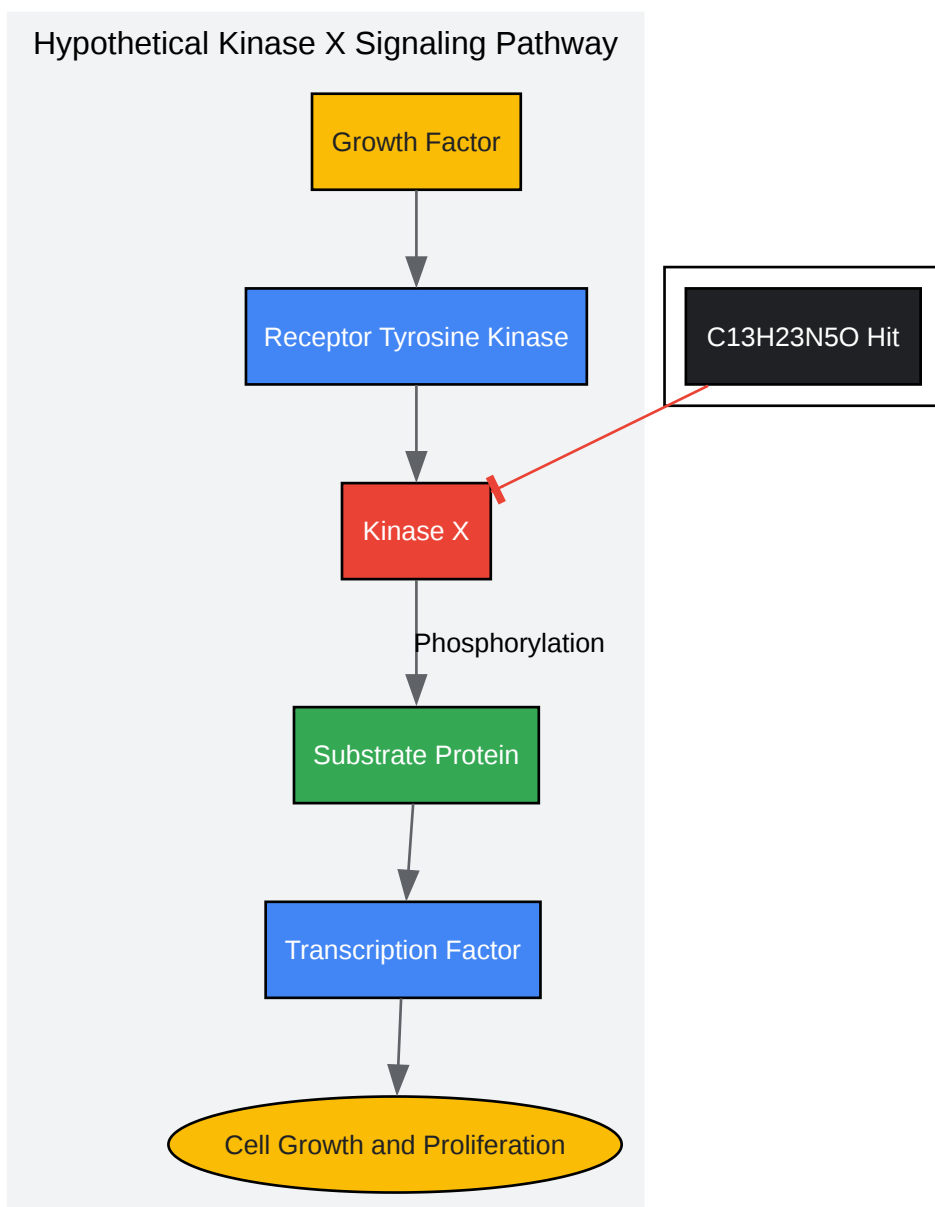 Hypothetical Kinase X Signaling Pathway
Growth Factor
Receptor Tyrosine Kinase
C13H23N5O Hit
Kinase X
Phosphorylation
Substrate Protein
Transcription Factor
Cell Growth and Proliferation